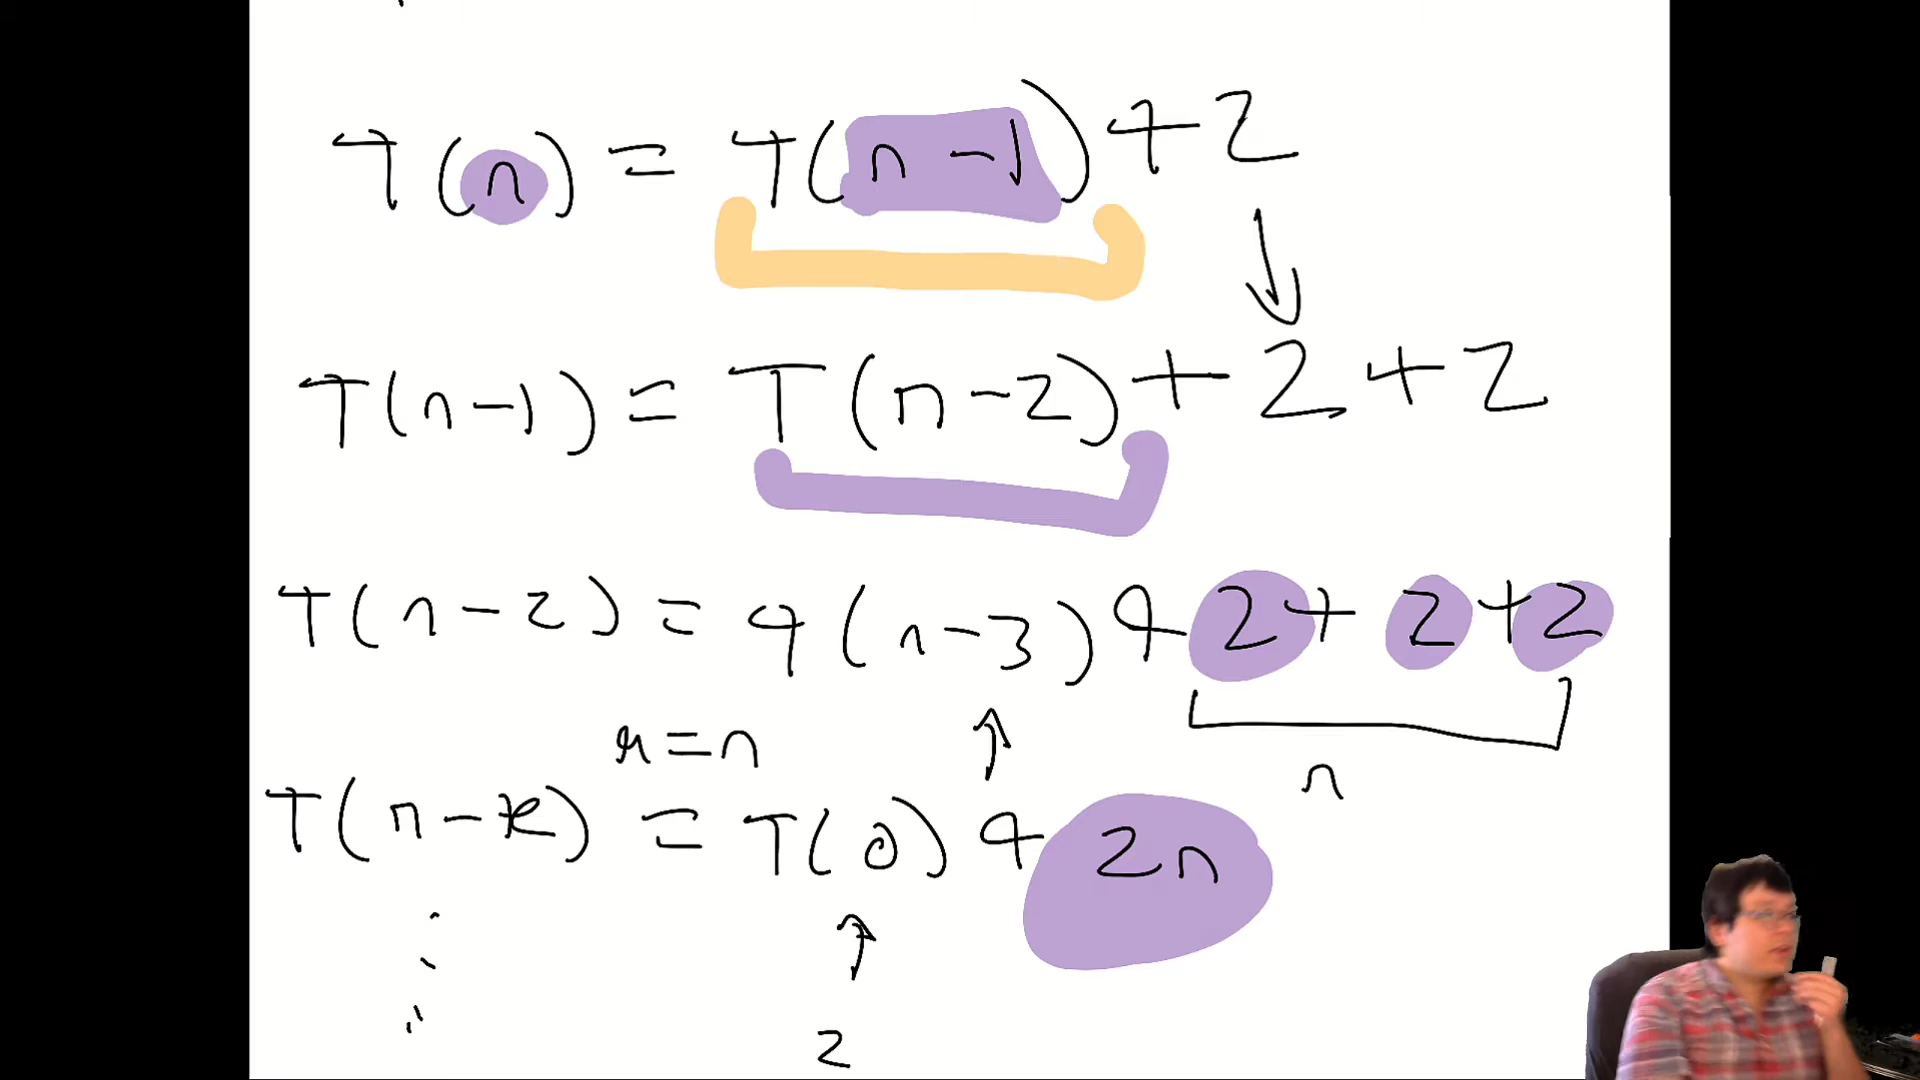 T(n) = T(n-1) + 2
T(n-1) = T(n-2) + 2 + 2
T(n-2) = T(n-3) + 2 + 2 + 2
k=n
n
T(n-k) = T(0) + 2n
2